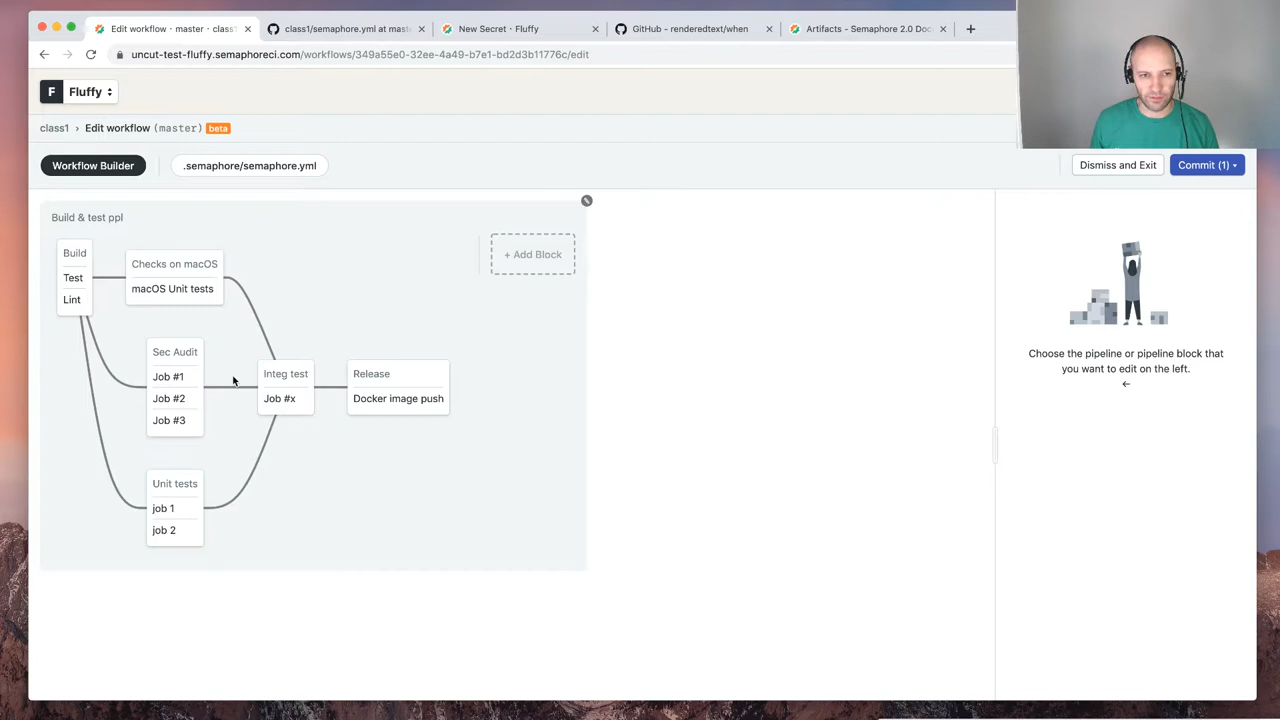 Edit workflow · master · class1
class1/semaphore.yml at mast
New Secret · Fluffy
GitHub - renderedtext/when
Artifacts - Semaphore 2.0 Doc
uncut-test-fluffy.semaphoreci.com/workflows/349a55e0-32ee-4a49-b7e1-bd2d3b11776c/edit
F Fluffy
class1 › Edit workflow (master) beta
Workflow Builder
.semaphore/semaphore.yml
Dismiss and Exit
Commit (1)
Build & test ppl
+ Add Block
Build
Test
Lint
Checks on macOS
macOS Unit tests
Sec Audit
Job #1
Job #2
Job #3
Unit tests
job 1
job 2
Integ test
Job #x
Release
Docker image push
Choose the pipeline or pipeline block that
you want to edit on the left.
←